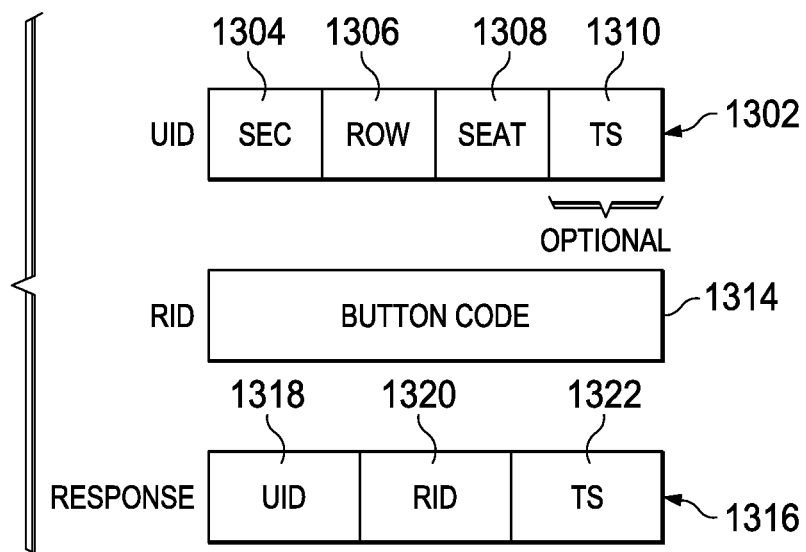 1304 1306 1308 1310
UID SEC ROW SEAT TS 1302
OPTIONAL
RID BUTTON CODE 1314
1318 1320 1322
RESPONSE UID RID TS 1316